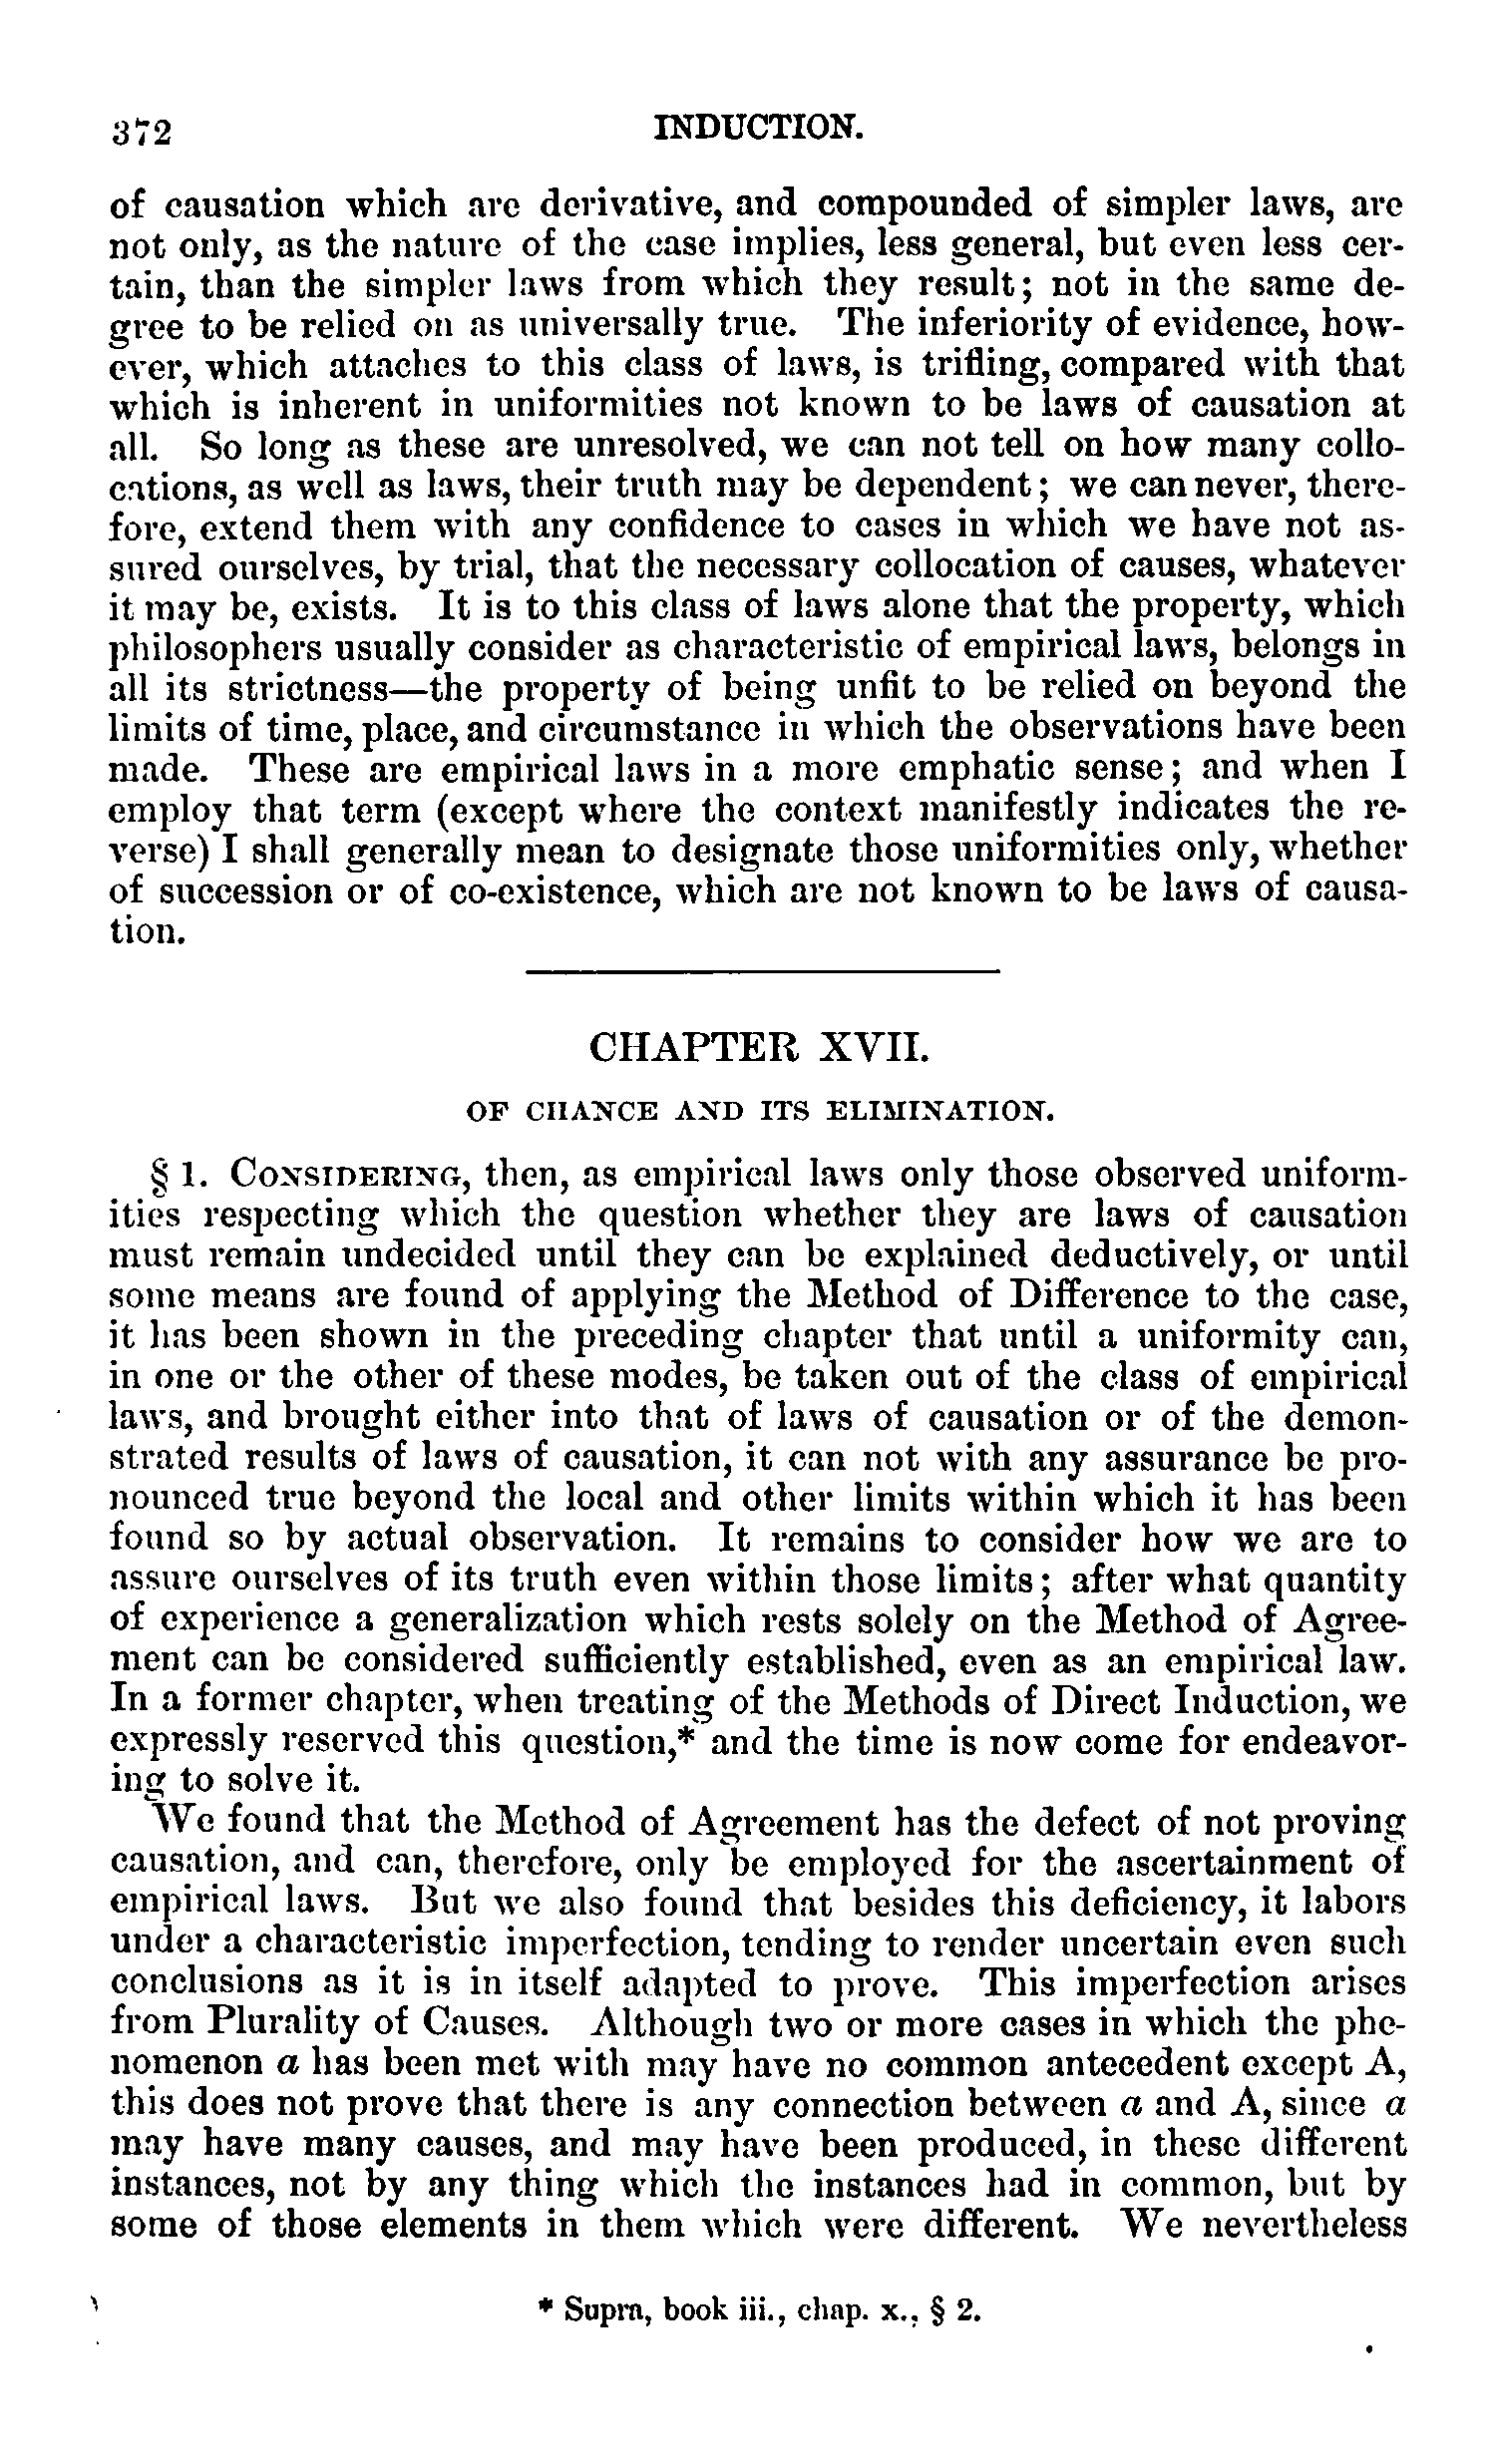 372
INDUCTION.
of causation which are derivative, and compounded of simpler laws, are
not only, as the nature of the case implies, less general, but even less cer-
tain, than the simpler laws from which they result; not in the same de-
gree to be relied on as universally true. The inferiority of evidence, how-
ever, which attaches to this class of laws, is trifling, compared with that
which is inherent in uniformities not known to be laws of causation at
all. So long as these are unresolved, we can not tell on how many collo-
cations, as well as laws, their truth may be dependent; we can never, there-
fore, extend them with any confidence to cases in which we have not as-
sured ourselves, by trial, that the necessary collocation of causes, whatever
it may be, exists. It is to this class of laws alone that the property, which
philosophers usually consider as characteristic of empirical laws, belongs in
all its strictness—the property of being unfit to be relied on beyond the
limits of time, place, and circumstance in which the observations have been
made. These are empirical laws in a more emphatic sense; and when I
employ that term (except where the context manifestly indicates the re-
verse) I shall generally mean to designate those uniformities only, whether
of succession or of co-existence, which are not known to be laws of causa-
tion.
CHAPTER XVII.
OF CHANCE AND ITS ELIMINATION.
§ 1. CONSIDERING, then, as empirical laws only those observed uniform-
ities respecting which the question whether they are laws of causation
must remain undecided until they can be explained deductively, or until
some means are found of applying the Method of Difference to the case,
it has been shown in the preceding chapter that until a uniformity can,
in one or the other of these modes, be taken out of the class of empirical
laws, and brought either into that of laws of causation or of the demon-
strated results of laws of causation, it can not with any assurance be pro-
nounced true beyond the local and other limits within which it has been
found so by actual observation. It remains to consider how we are to
assure ourselves of its truth even within those limits; after what quantity
of experience a generalization which rests solely on the Method of Agree-
ment can be considered sufficiently established, even as an empirical law.
In a former chapter, when treating of the Methods of Direct Induction, we
expressly reserved this question,* and the time is now come for endeavor-
ing to solve it.
We found that the Method of Agreement has the defect of not proving
causation, and can, therefore, only be employed for the ascertainment of
empirical laws. But we also found that besides this deficiency, it labors
under a characteristic imperfection, tending to render uncertain even such
conclusions as it is in itself adapted to prove. This imperfection arises
from Plurality of Causes. Although two or more cases in which the phe-
nomenon a has been met with may have no common antecedent except A,
this does not prove that there is any connection between a and A, since a
may have many causes, and may have been produced, in these different
instances, not by any thing which the instances had in common, but by
some of those elements in them which were different. We nevertheless
* Supra, book iii., chap. x., § 2.